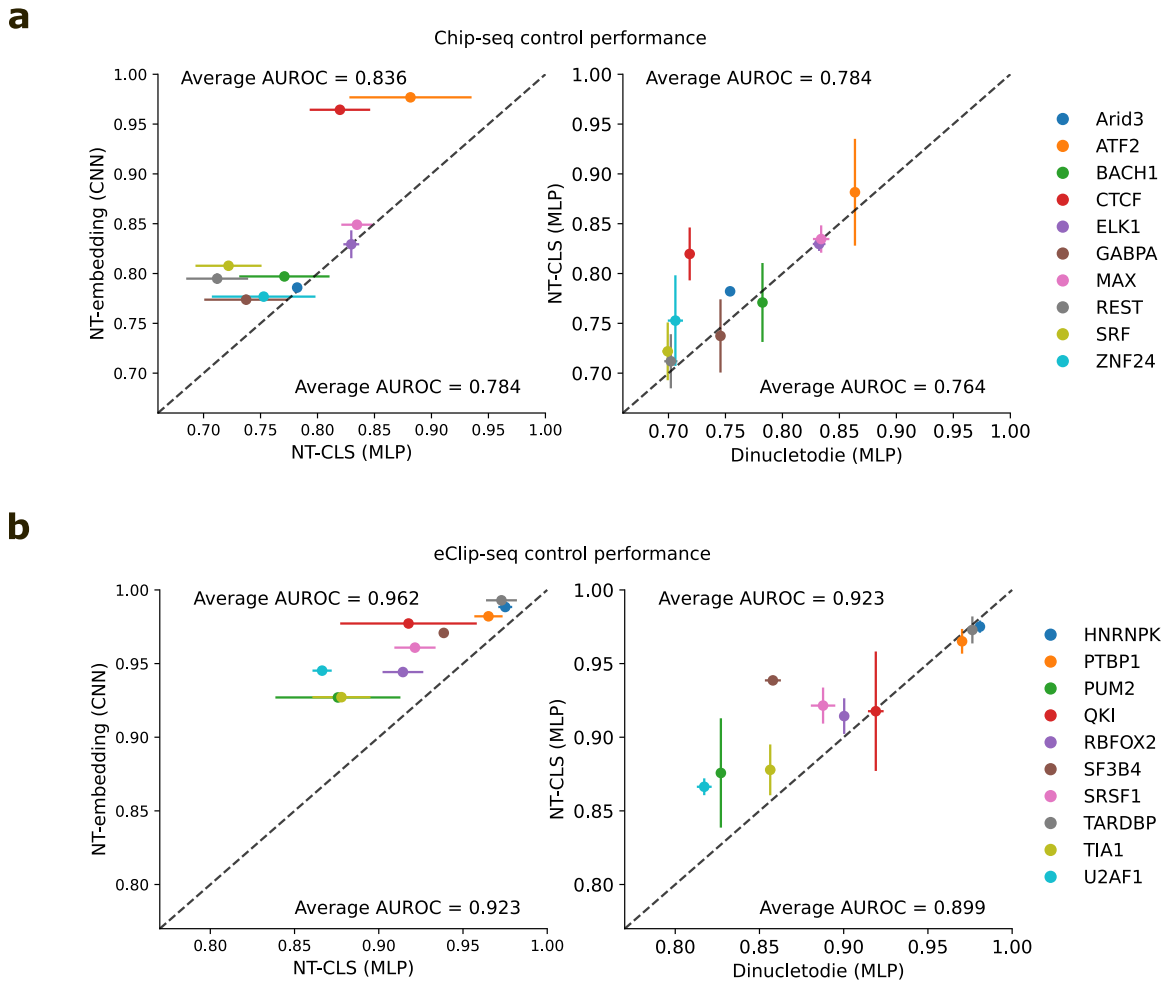 a
Chip-seq control performance
Average AUROC = 0.836
1.00
0.95
0.90
0.85
0.80
0.75
0.70
NT-embedding (CNN)
Average AUROC = 0.784
0.70 0.75 0.80 0.85 0.90 0.95 1.00
NT-CLS (MLP)
Average AUROC = 0.784
1.00
0.95
0.90
0.85
0.80
0.75
0.70
NT-CLS (MLP)
Average AUROC = 0.764
0.70 0.75 0.80 0.85 0.90 0.95 1.00
Dinucletodie (MLP)
Arid3
ATF2
BACH1
CTCF
ELK1
GABPA
MAX
REST
SRF
ZNF24
b
eClip-seq control performance
Average AUROC = 0.962
1.00
0.95
0.90
0.85
0.80
NT-embedding (CNN)
Average AUROC = 0.923
0.80 0.85 0.90 0.95 1.00
NT-CLS (MLP)
Average AUROC = 0.923
1.00
0.95
0.90
0.85
0.80
NT-CLS (MLP)
Average AUROC = 0.899
0.80 0.85 0.90 0.95 1.00
Dinucletodie (MLP)
HNRNPK
PTBP1
PUM2
QKI
RBFOX2
SF3B4
SRSF1
TARDBP
TIA1
U2AF1